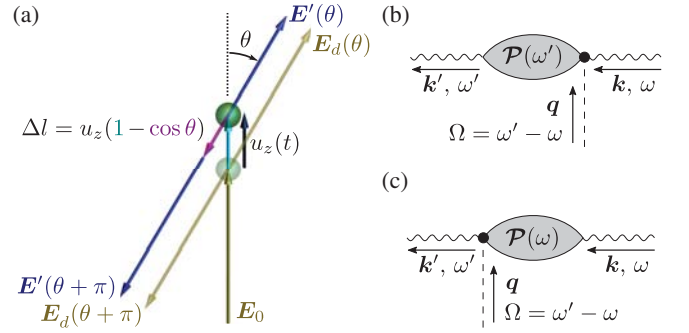 (a)
E′(θ)
θ
E_d(θ)
Δl = u_z(1−cos θ)
u_z(t)
E′(θ + π)
E_d(θ + π)
E_0
(b)
P(ω′)
k′, ω′
k, ω
q
Ω = ω′ − ω
(c)
P(ω)
k′, ω′
k, ω
q
Ω = ω′ − ω